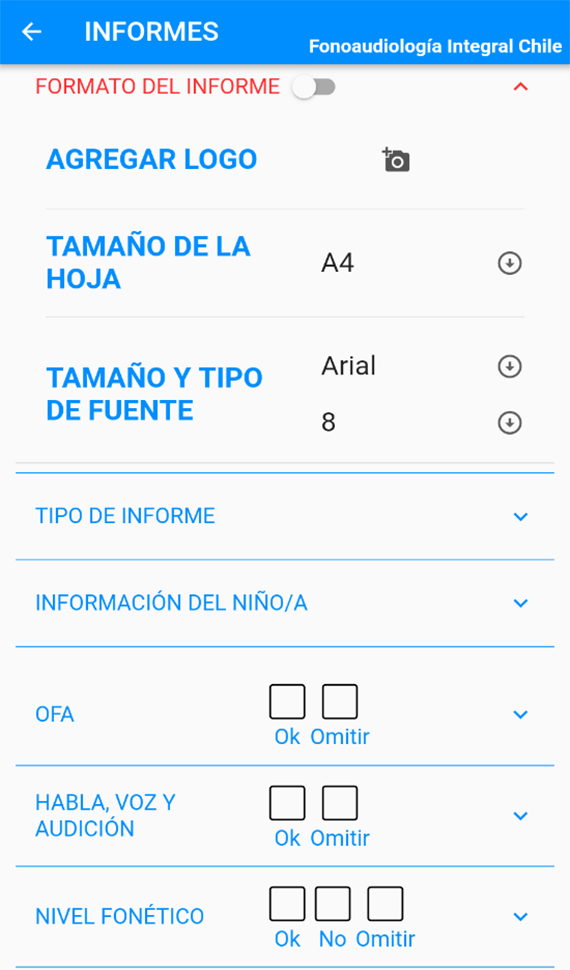 INFORMES
Fonoaudiología Integral Chile
FORMATO DEL INFORME
AGREGAR LOGO
TAMAÑO DE LA
HOJA
A4
TAMAÑO Y TIPO
DE FUENTE
Arial
8
TIPO DE INFORME
INFORMACIÓN DEL NIÑO/A
OFA
Ok Omitir
HABLA, VOZ Y
AUDICIÓN
Ok Omitir
NIVEL FONÉTICO
Ok No Omitir